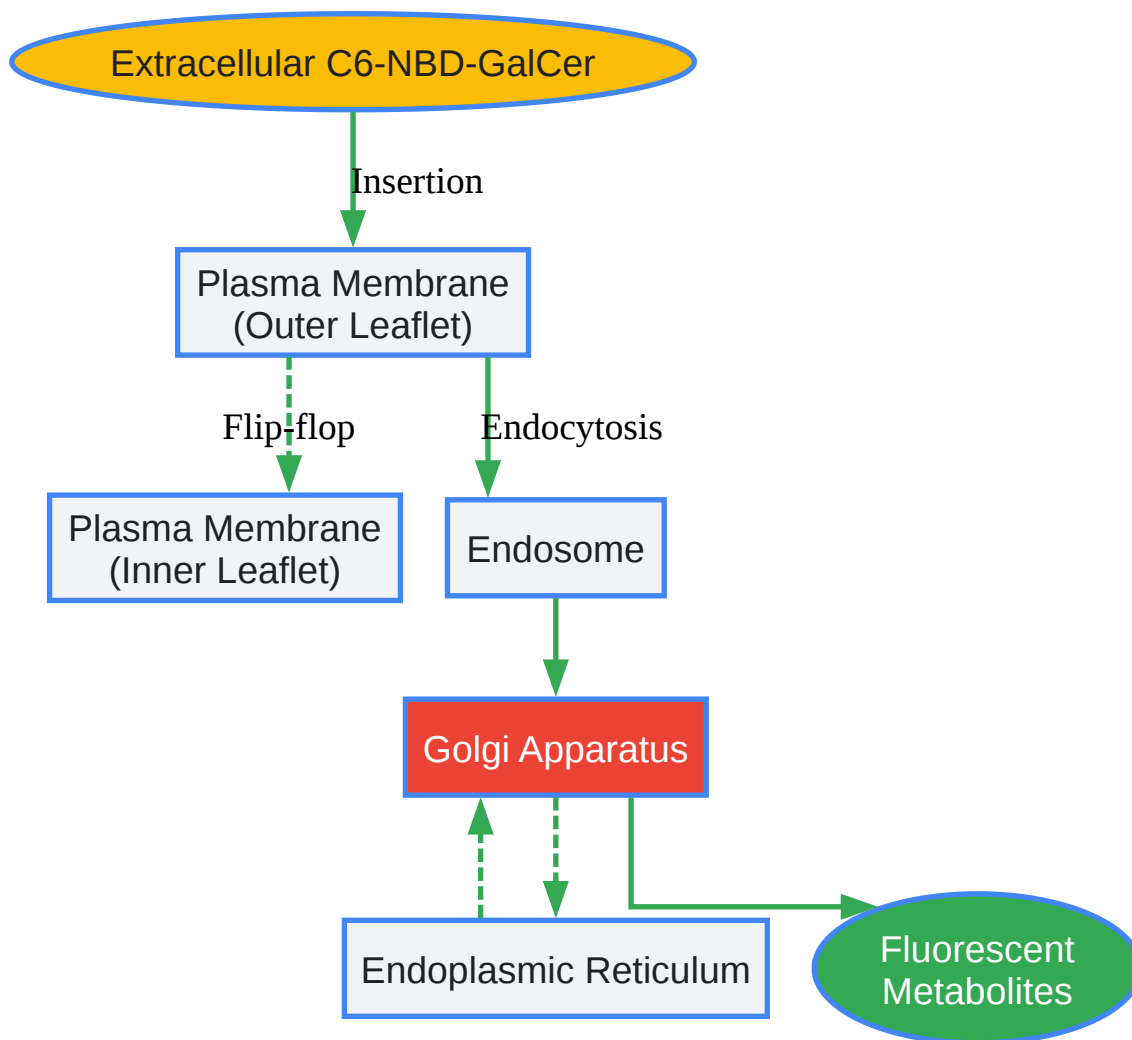 Extracellular C6-NBD-GalCer
Insertion
Plasma Membrane
(Outer Leaflet)
Flip-flop
Endocytosis
Plasma Membrane
(Inner Leaflet)
Endosome
Golgi Apparatus
Endoplasmic Reticulum
Fluorescent
Metabolites